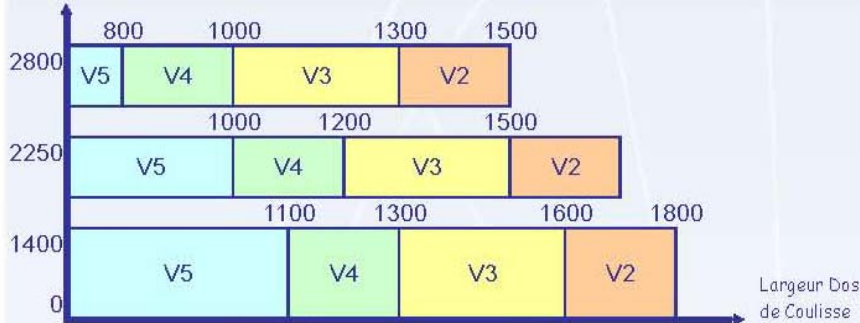 800 1000 1300 1500
2800 V5 V4 V3 V2
1000 1200 1500
2250 V5 V4 V3 V2
1100 1300 1600 1800
1400
V5 V4 V3 V2
0
Largeur Dos
de Coulisse